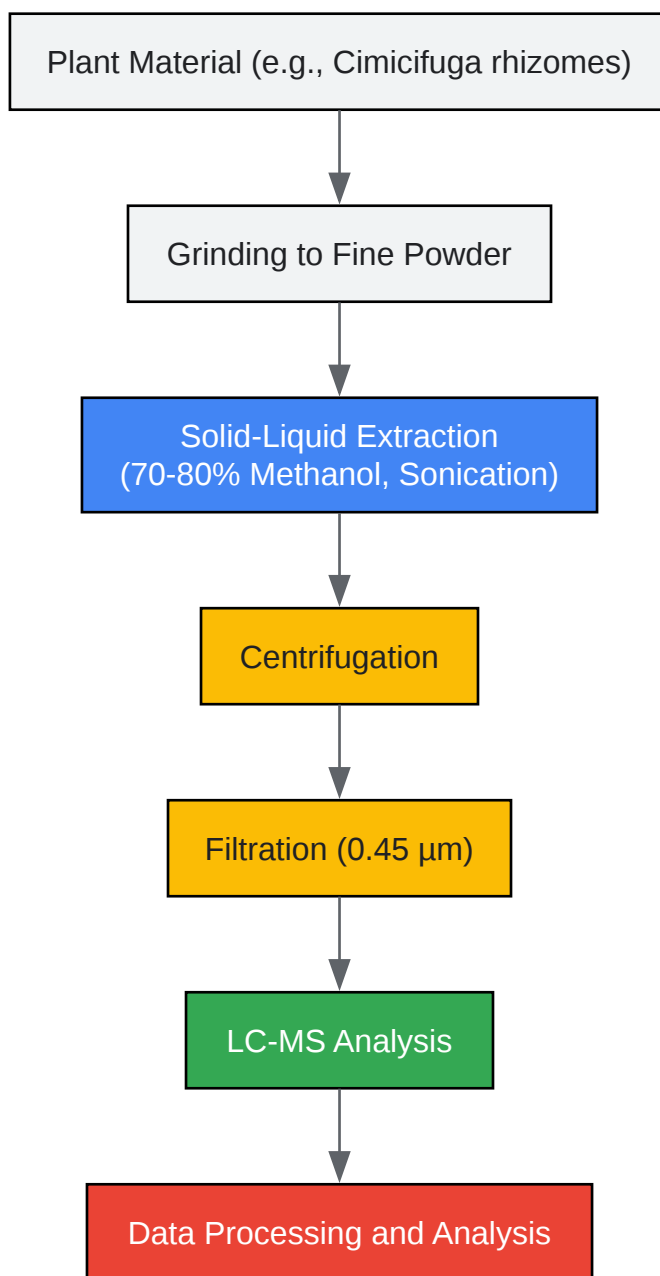 Plant Material (e.g., Cimicifuga rhizomes)
Grinding to Fine Powder
Solid-Liquid Extraction
(70-80% Methanol, Sonication)
Centrifugation
Filtration (0.45 µm)
LC-MS Analysis
Data Processing and Analysis